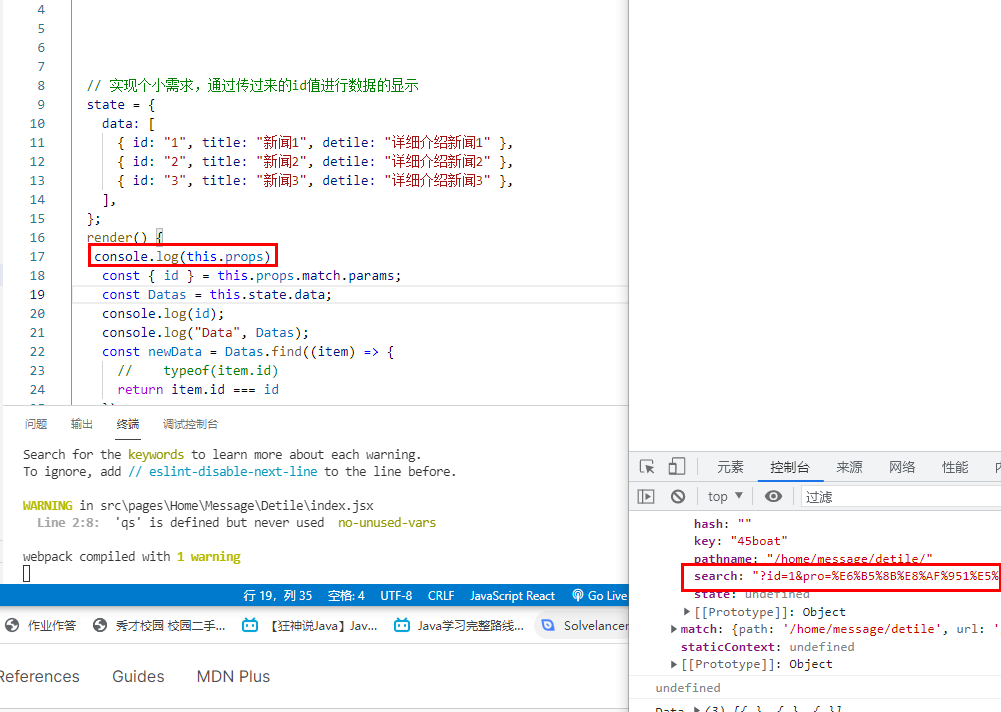 4
5
6
7
8 // 实现个小需求，通过传过来的id值进行数据的显示
9 state = {
10 data: [
11 { id: "1", title: "新闻1", detile: "详细介绍新闻1" },
12 { id: "2", title: "新闻2", detile: "详细介绍新闻2" },
13 { id: "3", title: "新闻3", detile: "详细介绍新闻3" },
14 ],
15 };
16 render() {
17 console.log(this.props)
18 const { id } = this.props.match.params;
19 const Datas = this.state.data;
20 console.log(id);
21 console.log("Data", Datas);
22 const newData = Datas.find((item) => {
23 // typeof(item.id)
24 return item.id === id
问题 输出 终端 调试控制台
Search for the keywords to learn more about each warning.
To ignore, add // eslint-disable-next-line to the line before.
WARNING in src\pages\Home\Message\Detile\index.jsx
Line 2:8: 'qs' is defined but never used no-unused-vars
webpack compiled with 1 warning
行 19，列 35 空格: 4 UTF-8 CRLF JavaScript React Go Live
作业作答 秀才校园 校园二手... 【狂神说Java】Jav... Java学习完整路线... Solvelancer
References Guides MDN Plus
元素 控制台 来源 网络 性能
top 过滤
hash: ""
key: "45boat"
pathname: "/home/message/detile/"
search: "?id=1&pro=%E6%B5%8B%E8%AF%951%E5%
state: undefined
[[Prototype]]: Object
match: {path: '/home/message/detile', url: '
staticContext: undefined
[[Prototype]]: Object
undefined
Data (3) [{…}, {…}, {…}]